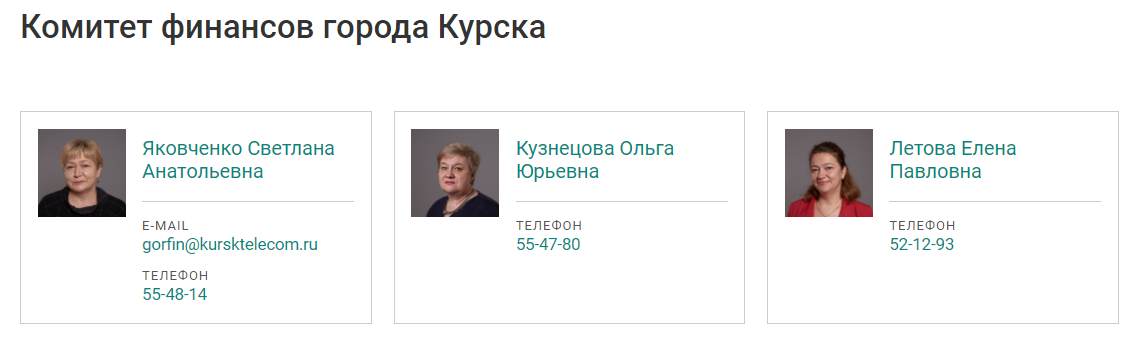 Комитет финансов города Курска
Яковченко Светлана
Анатольевна
E-MAIL
gorfin@kursktelecom.ru
ТЕЛЕФОН
55-48-14
Кузнецова Ольга
Юрьевна
ТЕЛЕФОН
55-47-80
Летова Елена
Павловна
ТЕЛЕФОН
52-12-93